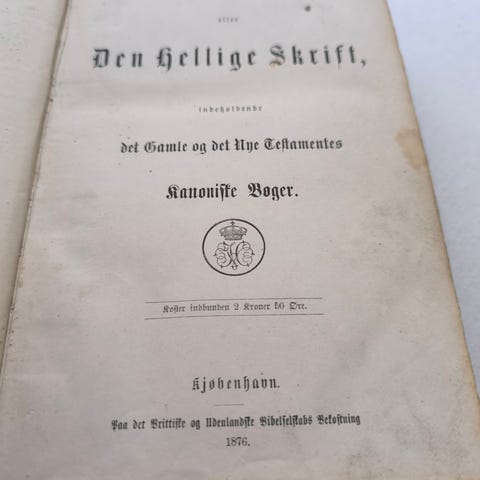 eller
Den Hellige Skrift,
indeholdende
det Gamle og det Nye Testamentes
Kanoniske Bøger.
Koster indbunden 2 Kroner 50 Øre.
Kjøbenhavn.
Paa det Brittiske og Udenlandske Bibelselskabs Bekostning
1876.